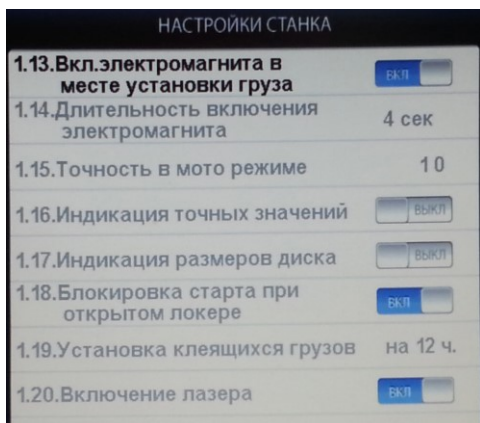 НАСТРОЙКИ СТАНКА
1.13.Вкл.электромагнита в
месте установки груза
ВКЛ
1.14.Длительность включения
электромагнита
4 сек
1.15.Точность в мото режиме
10
1.16.Индикация точных значений
ВЫКЛ
1.17.Индикация размеров диска
ВЫКЛ
1.18.Блокировка старта при
открытом локере
ВКЛ
1.19.Установка клеящихся грузов
на 12 ч.
1.20.Включение лазера
ВКЛ